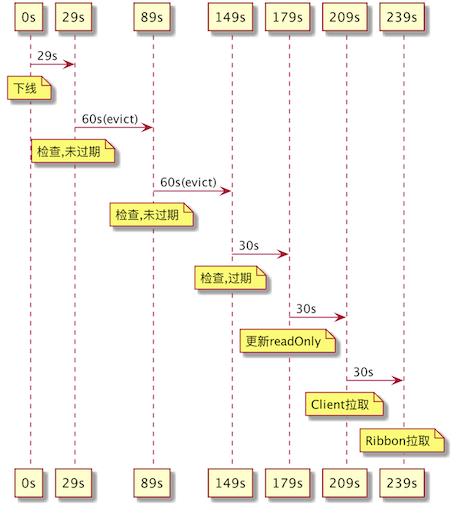 0s 29s 89s 149s 179s 209s 239s
29s
下线
60s(evict)
检查,未过期
60s(evict)
检查,未过期
30s
检查,过期
30s
更新readOnly
30s
Client拉取
Ribbon拉取
0s 29s 89s 149s 179s 209s 239s